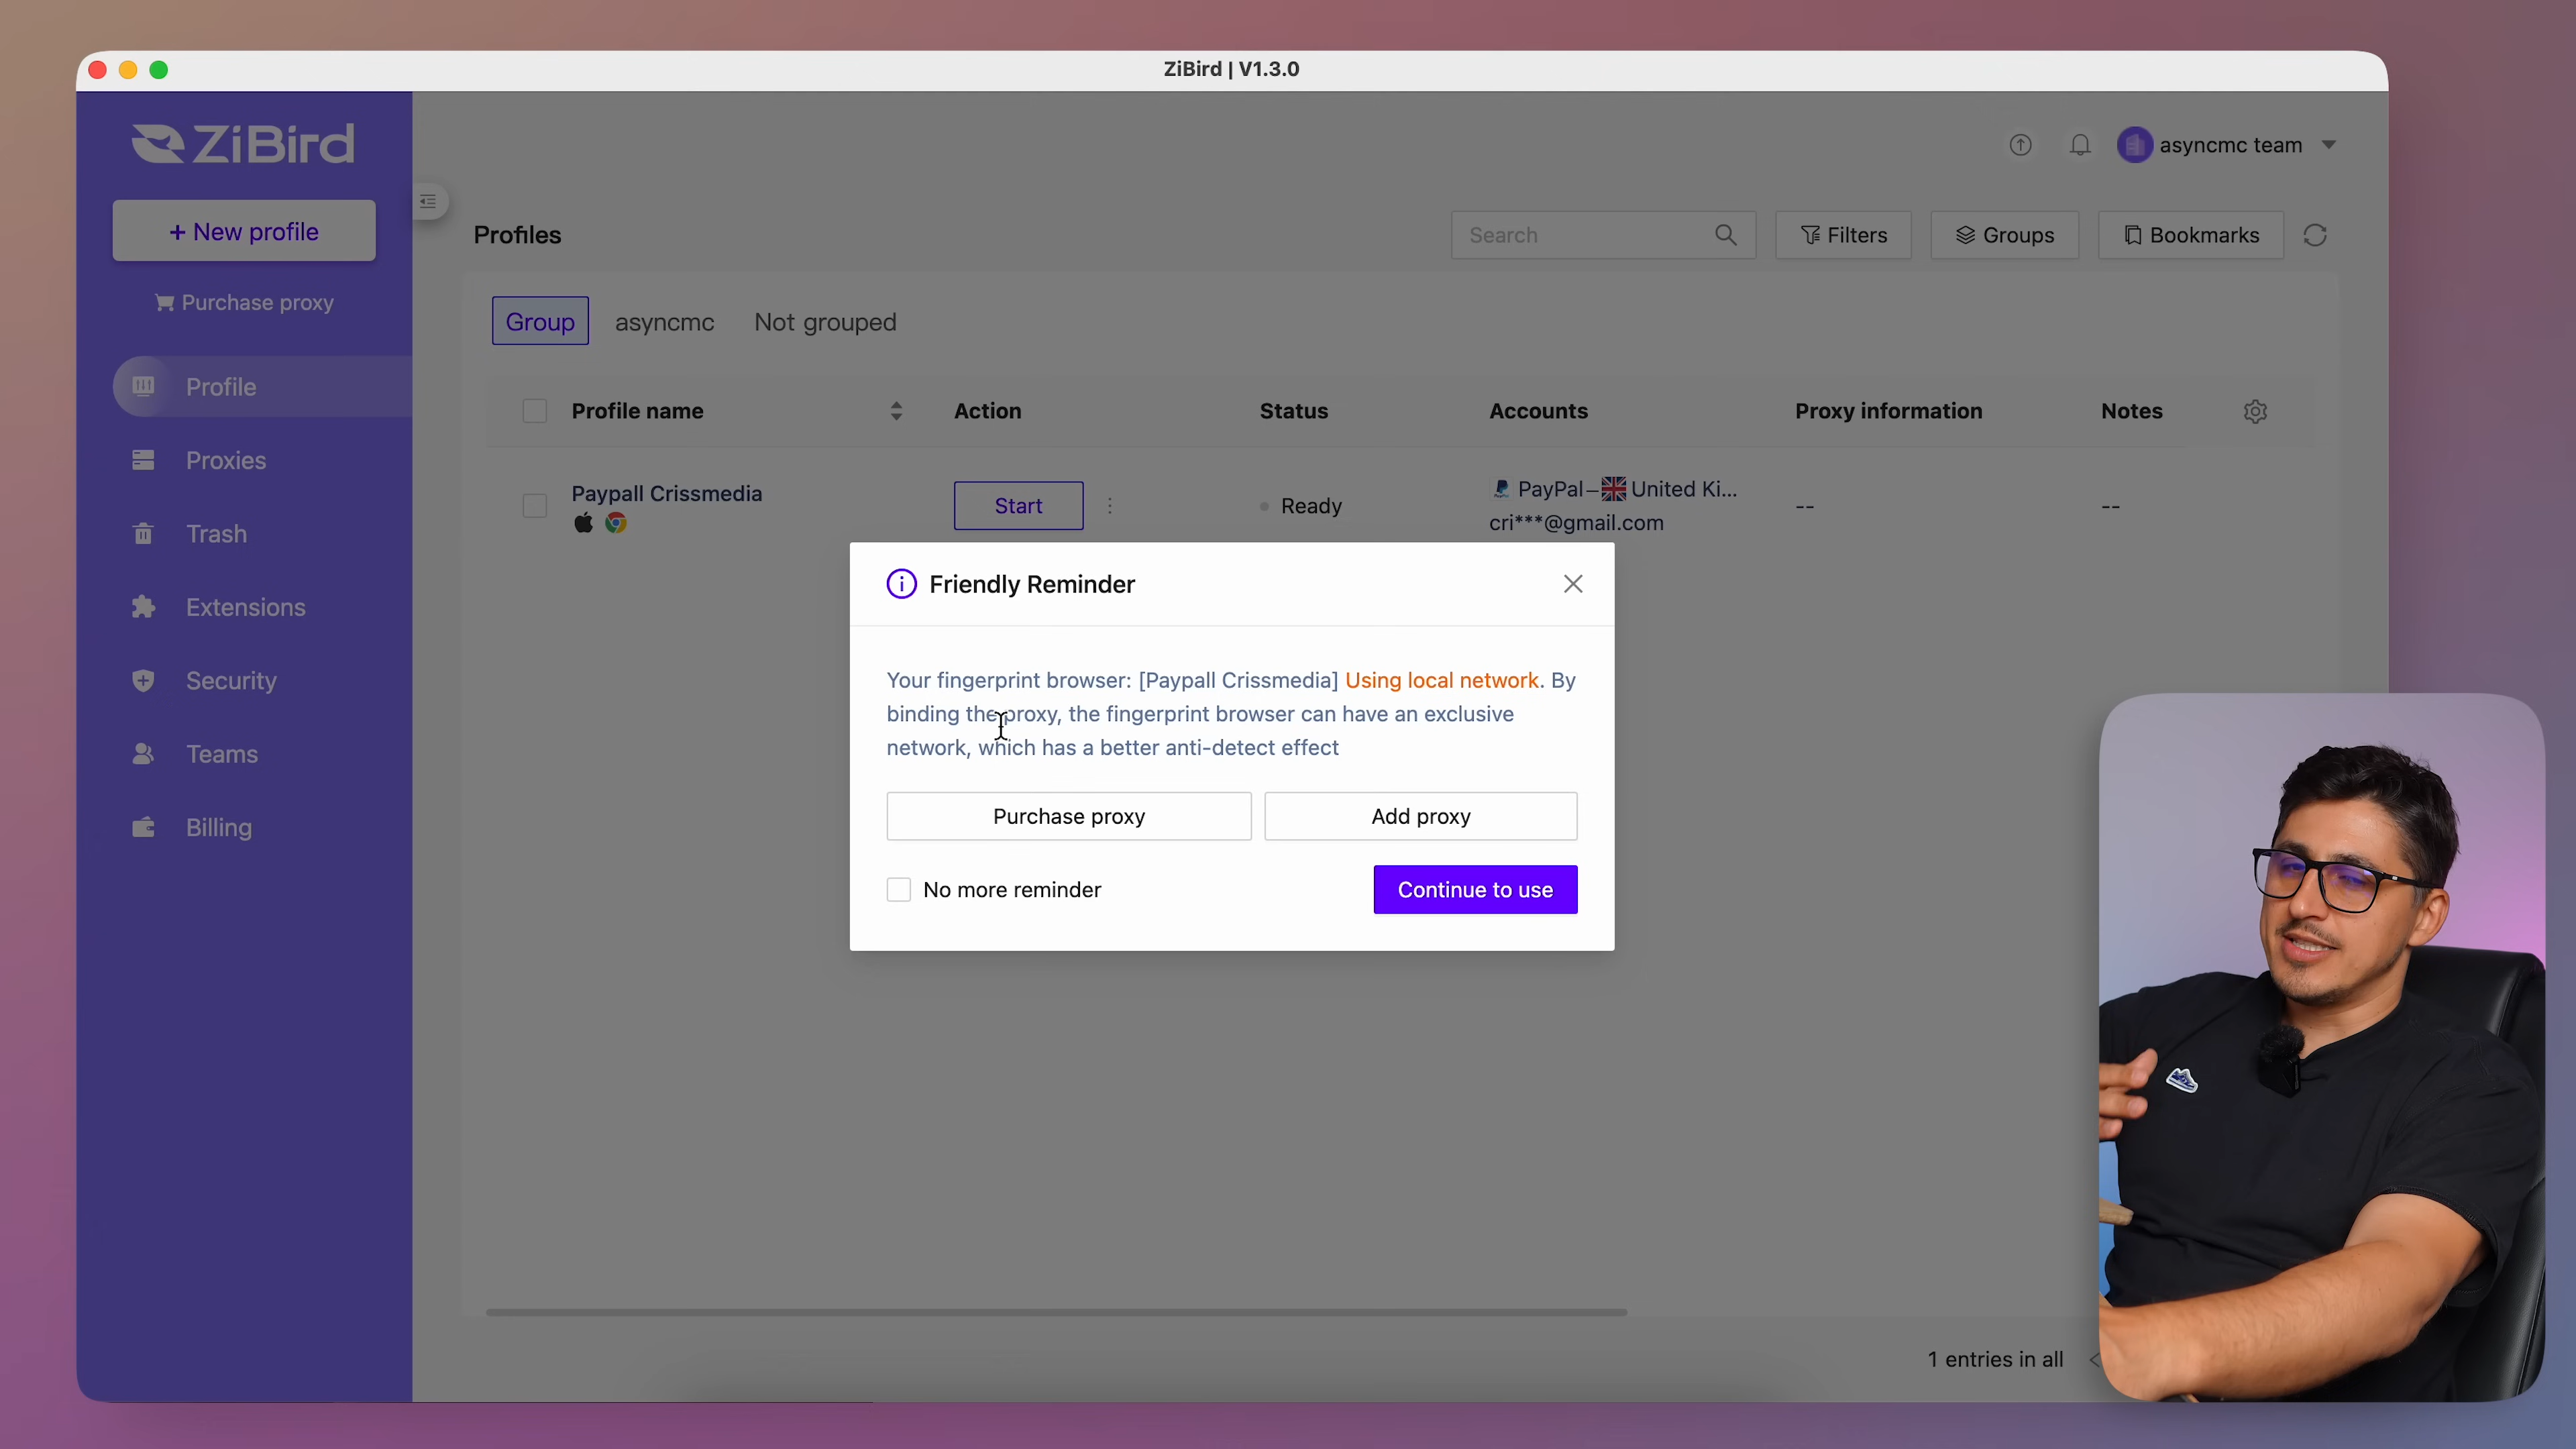 ZiBird | V1.3.0
ZiBird
asyncmc team
+ New profile
Purchase proxy
Profile
Proxies
Trash
Extensions
Security
Teams
Billing
Profiles
Search
Filters
Groups
Bookmarks
Group
asyncmc
Not grouped
Profile name
Action
Status
Accounts
Proxy information
Notes
Paypall Crissmedia
Start
Ready
PayPal – United Ki...
cri***@gmail.com
--
--
Friendly Reminder
Your fingerprint browser: [Paypall Crissmedia] Using local network. By
binding the proxy, the fingerprint browser can have an exclusive
network, which has a better anti-detect effect
Purchase proxy
Add proxy
No more reminder
Continue to use
1 entries in all